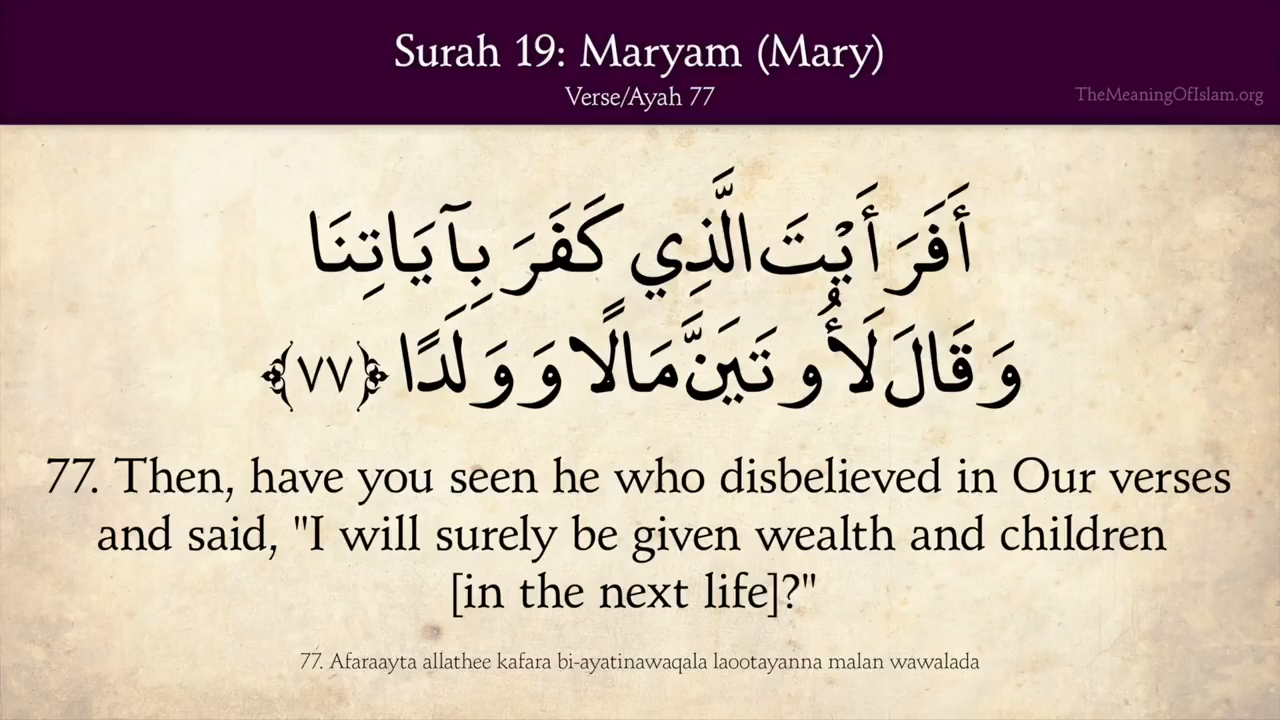 Surah 19: Maryam (Mary)
Verse/Ayah 77
TheMeaningOfIslam.org
أَفَرَأَيْتَ الَّذِي كَفَرَ بِآيَاتِنَا
وَقَالَ لَأُوتَيَنَّ مَالًا وَوَلَدًا ﴿٧٧﴾
77. Then, have you seen he who disbelieved in Our verses
and said, "I will surely be given wealth and children
[in the next life]?"
77. Afaraayta allathee kafara bi-ayatinawaqala laootayanna malan wawalada